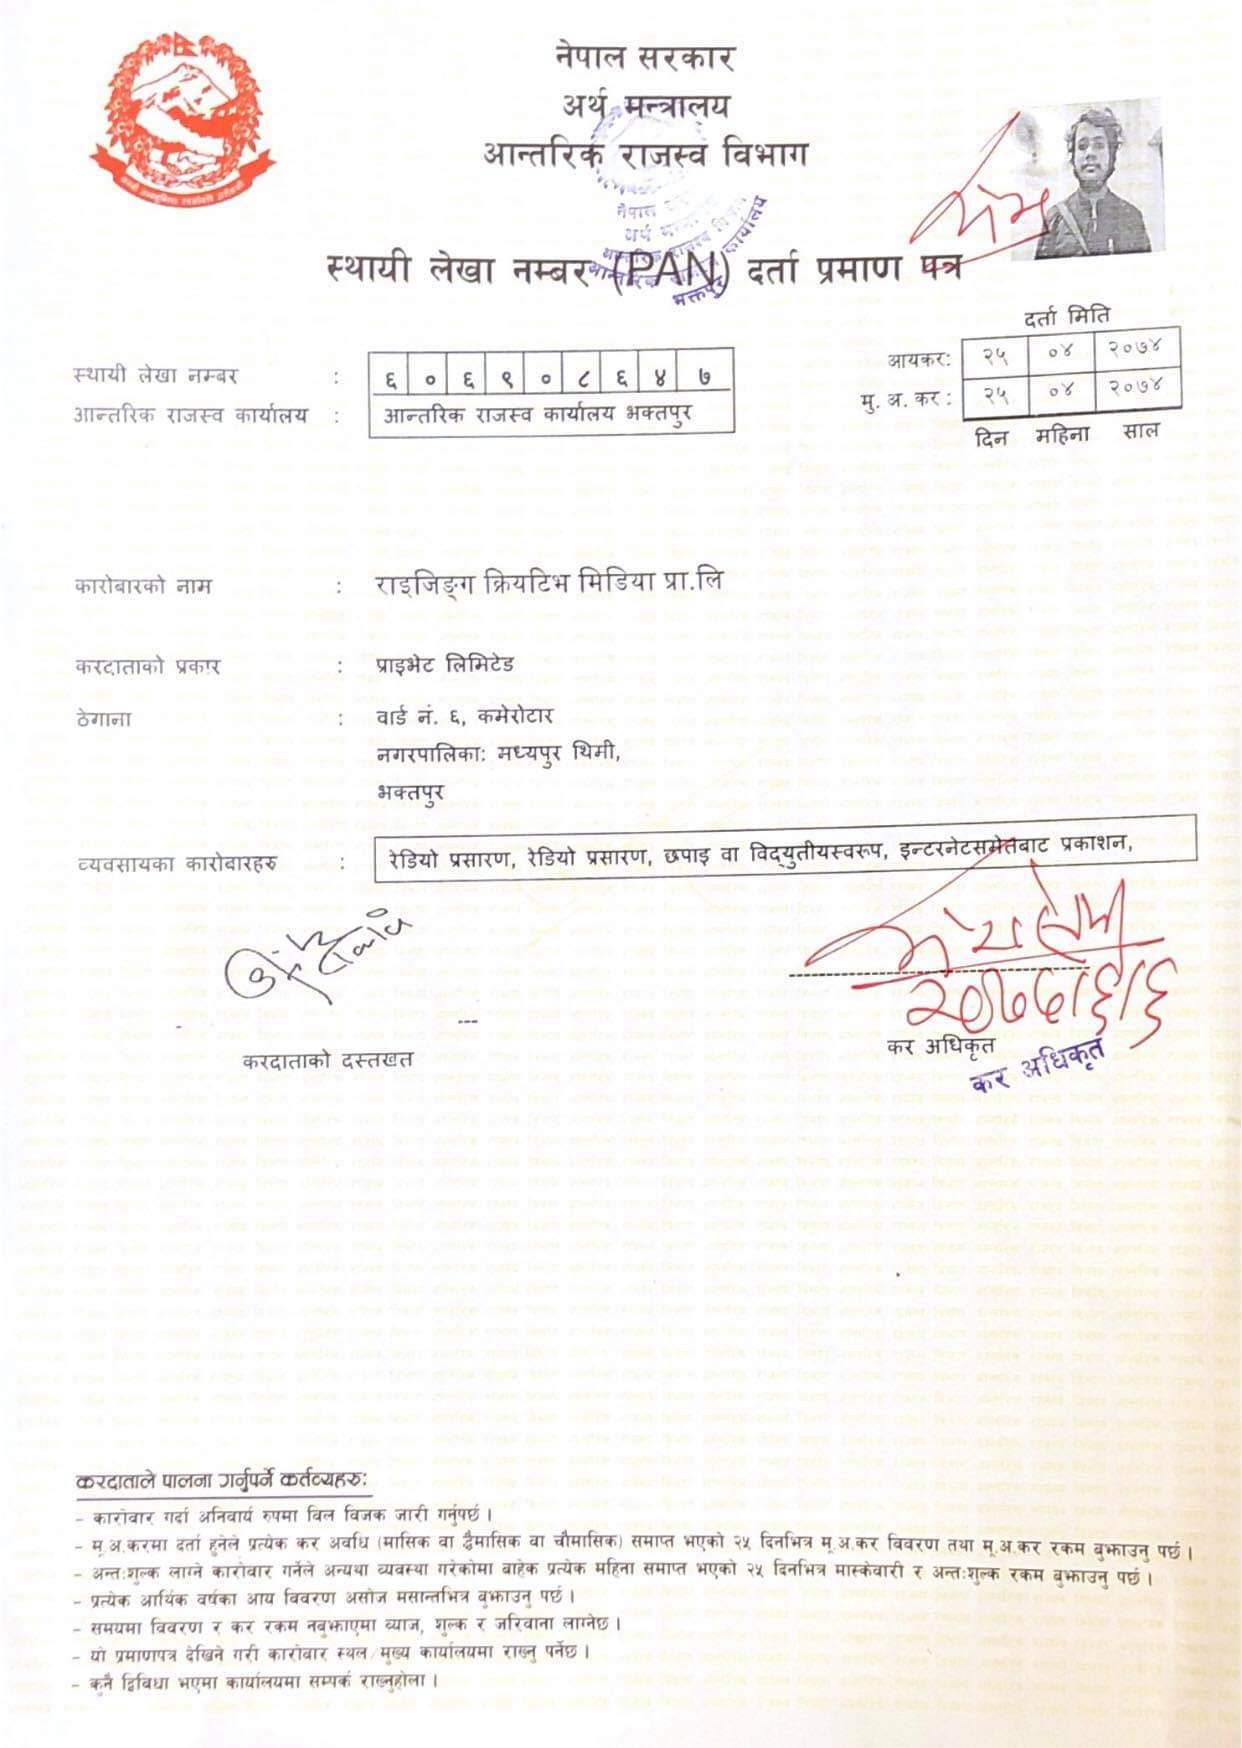 नेपाल सरकार
अर्थ मन्त्रालय
आन्तरिक राजस्व विभाग
स्थायी लेखा नम्बर (PAN) दर्ता प्रमाण पत्र
नेपाल
आन्तरिक राजस्व कार्यालय
भक्तपुर
दर्ता मिति
आयकर: २५ ०४ २०७४
मु. अ. कर : २५ ०४ २०७४
दिन महिना साल
स्थायी लेखा नम्बर : ६ ० ६ ९ ० ८ ६ ४ ७
आन्तरिक राजस्व कार्यालय : आन्तरिक राजस्व कार्यालय भक्तपुर
कारोबारको नाम : राइजिङ्ग क्रियटिभ मिडिया प्रा.लि
करदाताको प्रकार : प्राइभेट लिमिटेड
ठेगाना : वार्ड नं. ६, कमेरोटार
नगरपालिका: मध्यपुर थिमी,
भक्तपुर
व्यवसायका कारोबारहरु : रेडियो प्रसारण, रेडियो प्रसारण, छपाइ वा विद्युतीयस्वरूप, इन्टरनेटसमेतबाट प्रकाशन,
करदाताको दस्तखत
कर अधिकृत
कर अधिकृत
करदाताले पालना गर्नुपर्ने कर्तव्यहरु:
- कारोवार गर्दा अनिवार्य रुपमा विल विजक जारी गर्नुपर्छ ।
- मू.अ.करमा दर्ता हुनेले प्रत्येक कर अवधि (मासिक वा द्वैमासिक वा चौमासिक) समाप्त भएको २५ दिनभित्र मू.अ.कर विवरण तथा मू.अ.कर रकम बुझाउनु पर्छ ।
- अन्त:शुल्क लाग्ने कारोवार गर्नेले अन्यथा व्यवस्था गरेकोमा बाहेक प्रत्येक महिना समाप्त भएको २५ दिनभित्र मास्केवारी र अन्त:शुल्क रकम बुझाउनु पर्छ ।
- प्रत्येक आर्थिक वर्षका आय विवरण असोज मसान्तभित्र बुझाउनु पर्छ ।
- समयमा विवरण र कर रकम नबुझाएमा व्याज, शुल्क र जरिवाना लाग्नेछ ।
- यो प्रमाणपत्र देखिने गरी कारोवार स्थल/मुख्य कार्यालयमा राख्नु पर्नेछ ।
- कुनै द्विविधा भएमा कार्यालयमा सम्पर्क राख्नुहोला ।